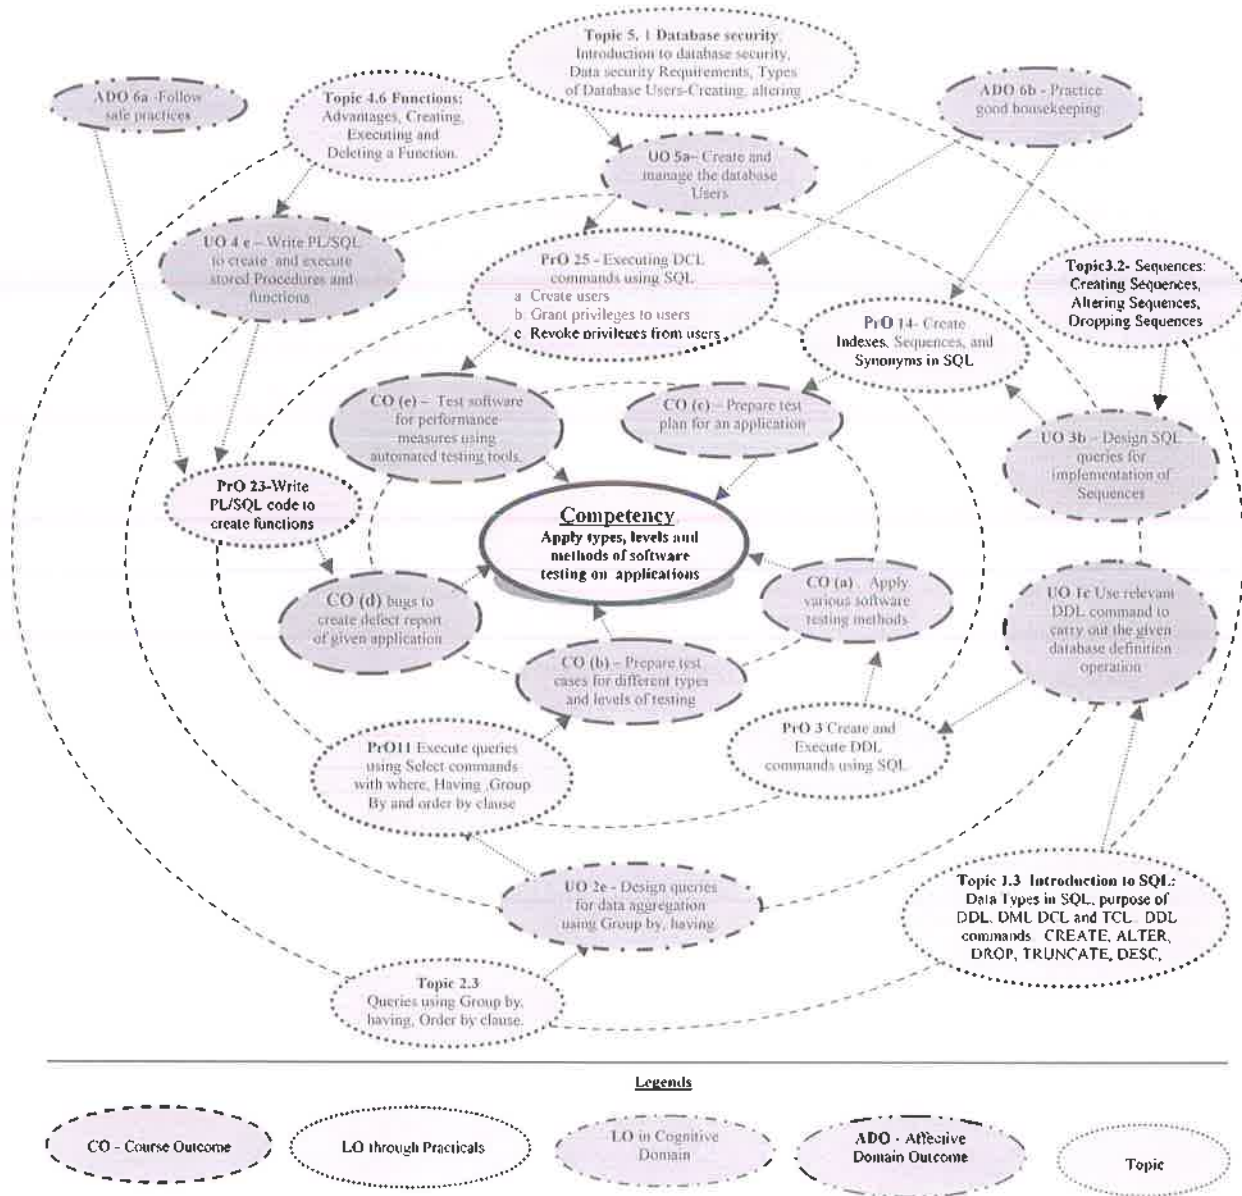 Topic 5. 1 Database security.
Introduction to database security,
Data security Requirements, Types
of Database Users-Creating, altering
ADO 6a -Follow
safe practices
Topic 4.6 Functions:
Advantages, Creating,
Executing and
Deleting a Function.
ADO 6b - Practice
good housekeeping
UO 5a– Create and
manage the database
Users
UO 4 e – Write PL/SQL
to create and execute
stored Procedures and
functions
PrO 25 - Executing DCL
commands using SQL
a Create users
b. Grant privileges to users
c. Revoke privileges from users
Topic3.2- Sequences:
Creating Sequences,
Altering Sequences,
Dropping Sequences
PrO 14- Create
Indexes, Sequences, and
Synonyms in SQL
CO (e) – Test software
for performance
measures using
automated testing tools.
CO (c) – Prepare test
plan for an application
UO 3b - Design SQL
queries for
implementation of
Sequences
PrO 23-Write
PL/SQL code to
create functions
Competency
Apply types, levels and
methods of software
testing on applications
CO (d) bugs to
create defect report
of given application
CO (a) . Apply
various software
testing methods
UO 1c Use relevant
DDL command to
carry out the given
database definition
operation
CO (b) – Prepare test
cases for different types
and levels of testing
PrO11 Execute queries
using Select commands
with where, Having ,Group
By and order by clause
PrO 3 Create and
Execute DDL
commands using SQL
UO 2e - Design queries
for data aggregation
using Group by, having
Topic 1.3 Introduction to SQL:
Data Types in SQL, purpose of
DDL, DML DCL and TCL. DDL
commands CREATE, ALTER,
DROP, TRUNCATE, DESC,
Topic 2.3
Queries using Group by,
having, Order by clause.
Legends
CO - Course Outcome
LO through Practicals
LO in Cognitive
Domain
ADO - Affective
Domain Outcome
Topic